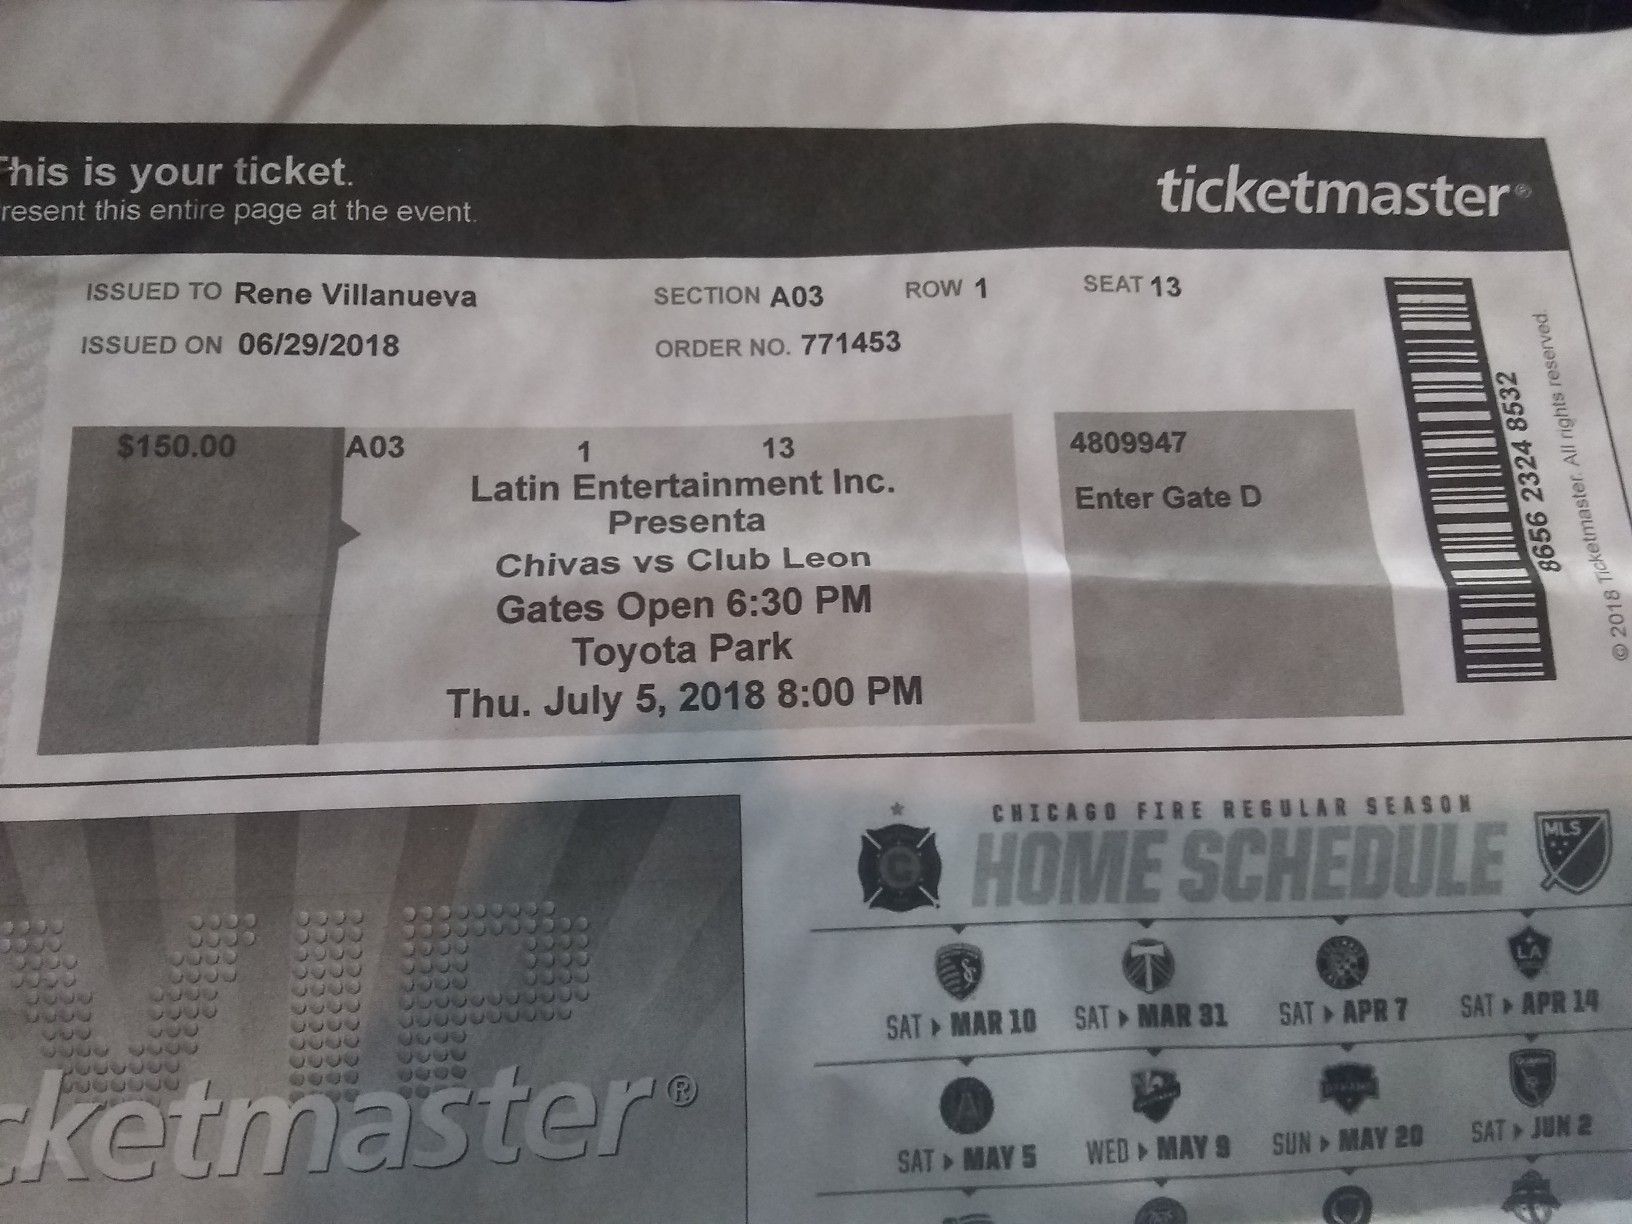 This is your ticket.
resent this entire page at the event.
ticketmaster®
ISSUED TO Rene Villanueva
SECTION A03
ROW 1
SEAT 13
ISSUED ON 06/29/2018
ORDER NO. 771453
$150.00
A03 1 13
Latin Entertainment Inc.
Presenta
Chivas vs Club Leon
Gates Open 6:30 PM
Toyota Park
Thu. July 5, 2018 8:00 PM
4809947
Enter Gate D
8656 2324 8532
© 2018 Ticketmaster. All rights reserved.
VIP
cketmaster®
CHICAGO FIRE REGULAR SEASON
HOME SCHEDULE
MLS
LA
SAT MAR 10
SAT MAR 31
SAT APR 7
SAT APR 14
SAT MAY 5
WED MAY 9
SUN MAY 20
SAT JUN 2